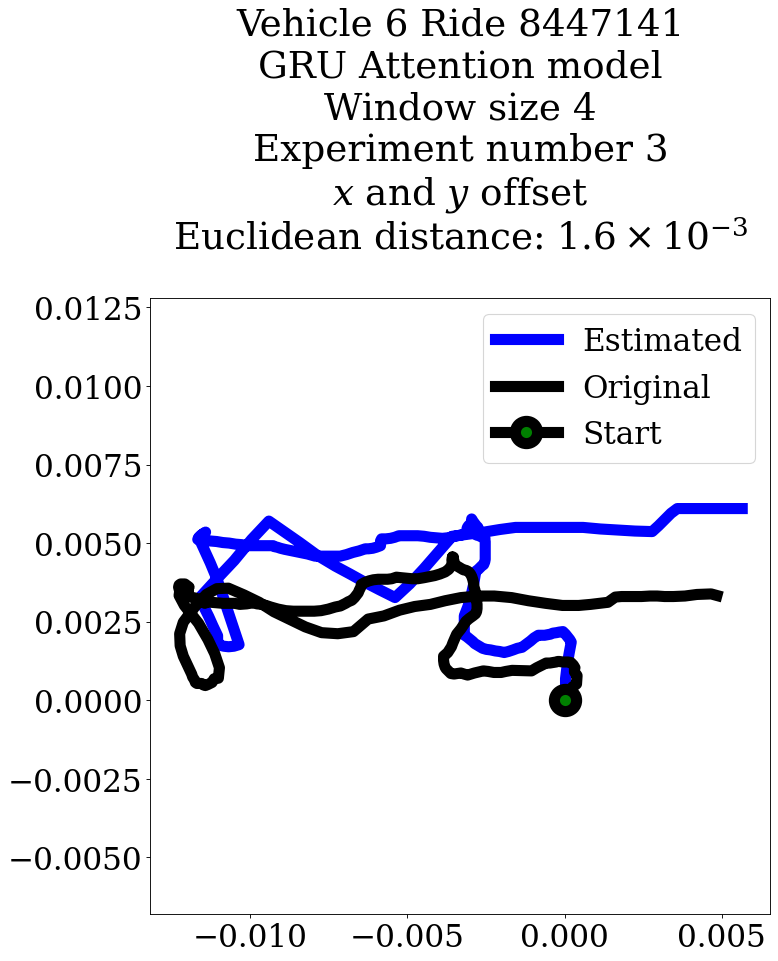 Vehicle 6 Ride 8447141
GRU Attention model
Window size 4
Experiment number 3
x and y offset
Euclidean distance: 1.6 × 10⁻³
Estimated
Original
Start
0.0125
0.0100
0.0075
0.0050
0.0025
0.0000
−0.0025
−0.0050
−0.010 −0.005 0.000 0.005